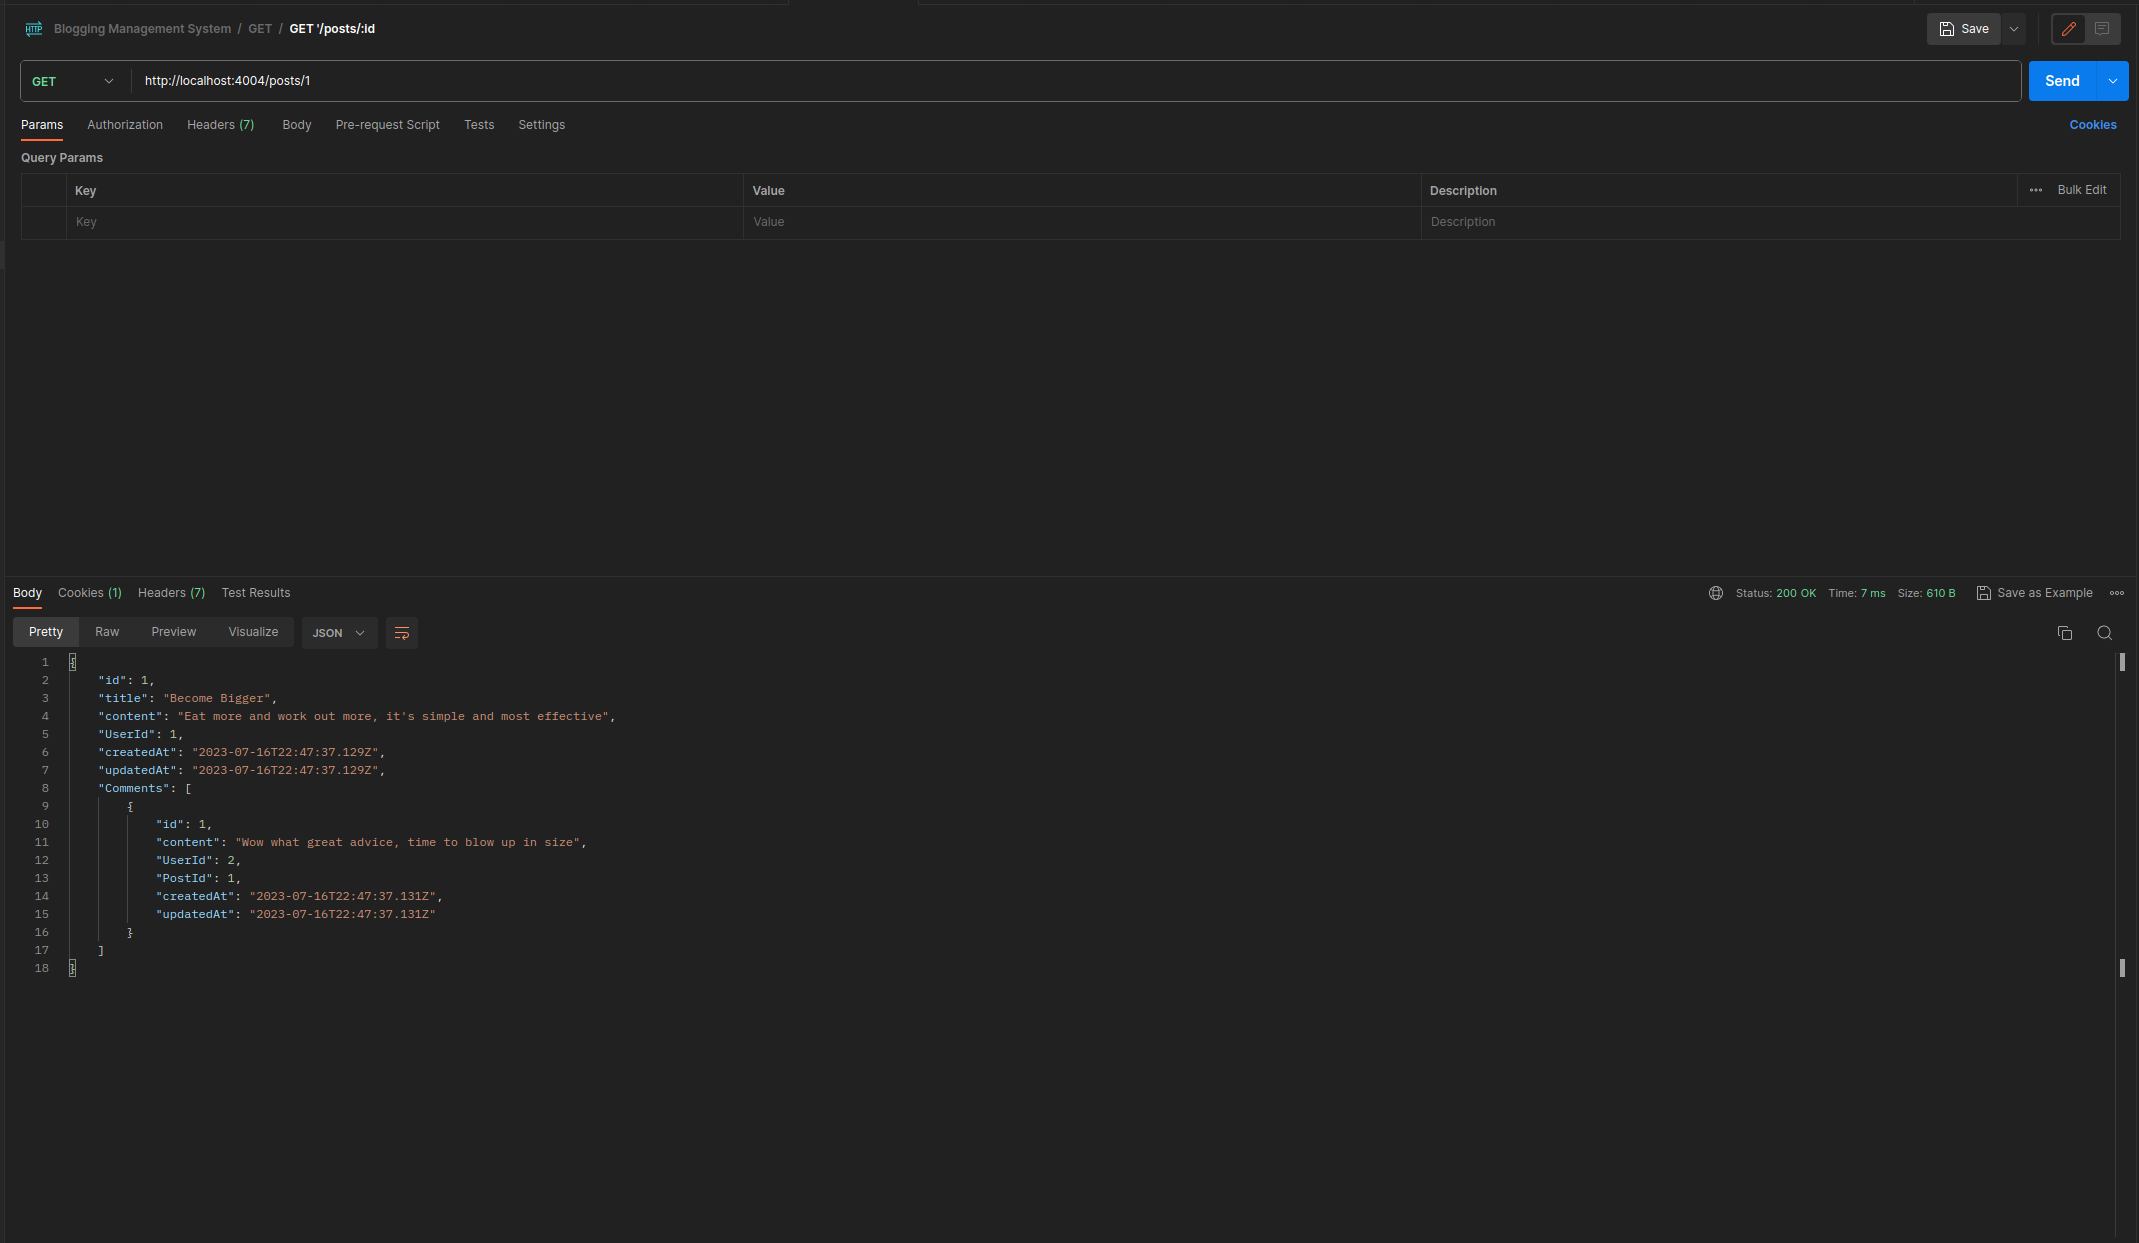 HTTP Blogging Management System / GET / GET '/posts/:id Save
GET http://localhost:4004/posts/1 Send
Params Authorization Headers (7) Body Pre-request Script Tests Settings Cookies
Query Params
Key Value Description Bulk Edit
Key Value Description
Body Cookies (1) Headers (7) Test Results Status: 200 OK Time: 7 ms Size: 610 B Save as Example
Pretty Raw Preview Visualize JSON
1 {
2 "id": 1,
3 "title": "Become Bigger",
4 "content": "Eat more and work out more, it's simple and most effective",
5 "UserId": 1,
6 "createdAt": "2023-07-16T22:47:37.129Z",
7 "updatedAt": "2023-07-16T22:47:37.129Z",
8 "Comments": [
9 {
10 "id": 1,
11 "content": "Wow what great advice, time to blow up in size",
12 "UserId": 2,
13 "PostId": 1,
14 "createdAt": "2023-07-16T22:47:37.131Z",
15 "updatedAt": "2023-07-16T22:47:37.131Z"
16 }
17 ]
18 }